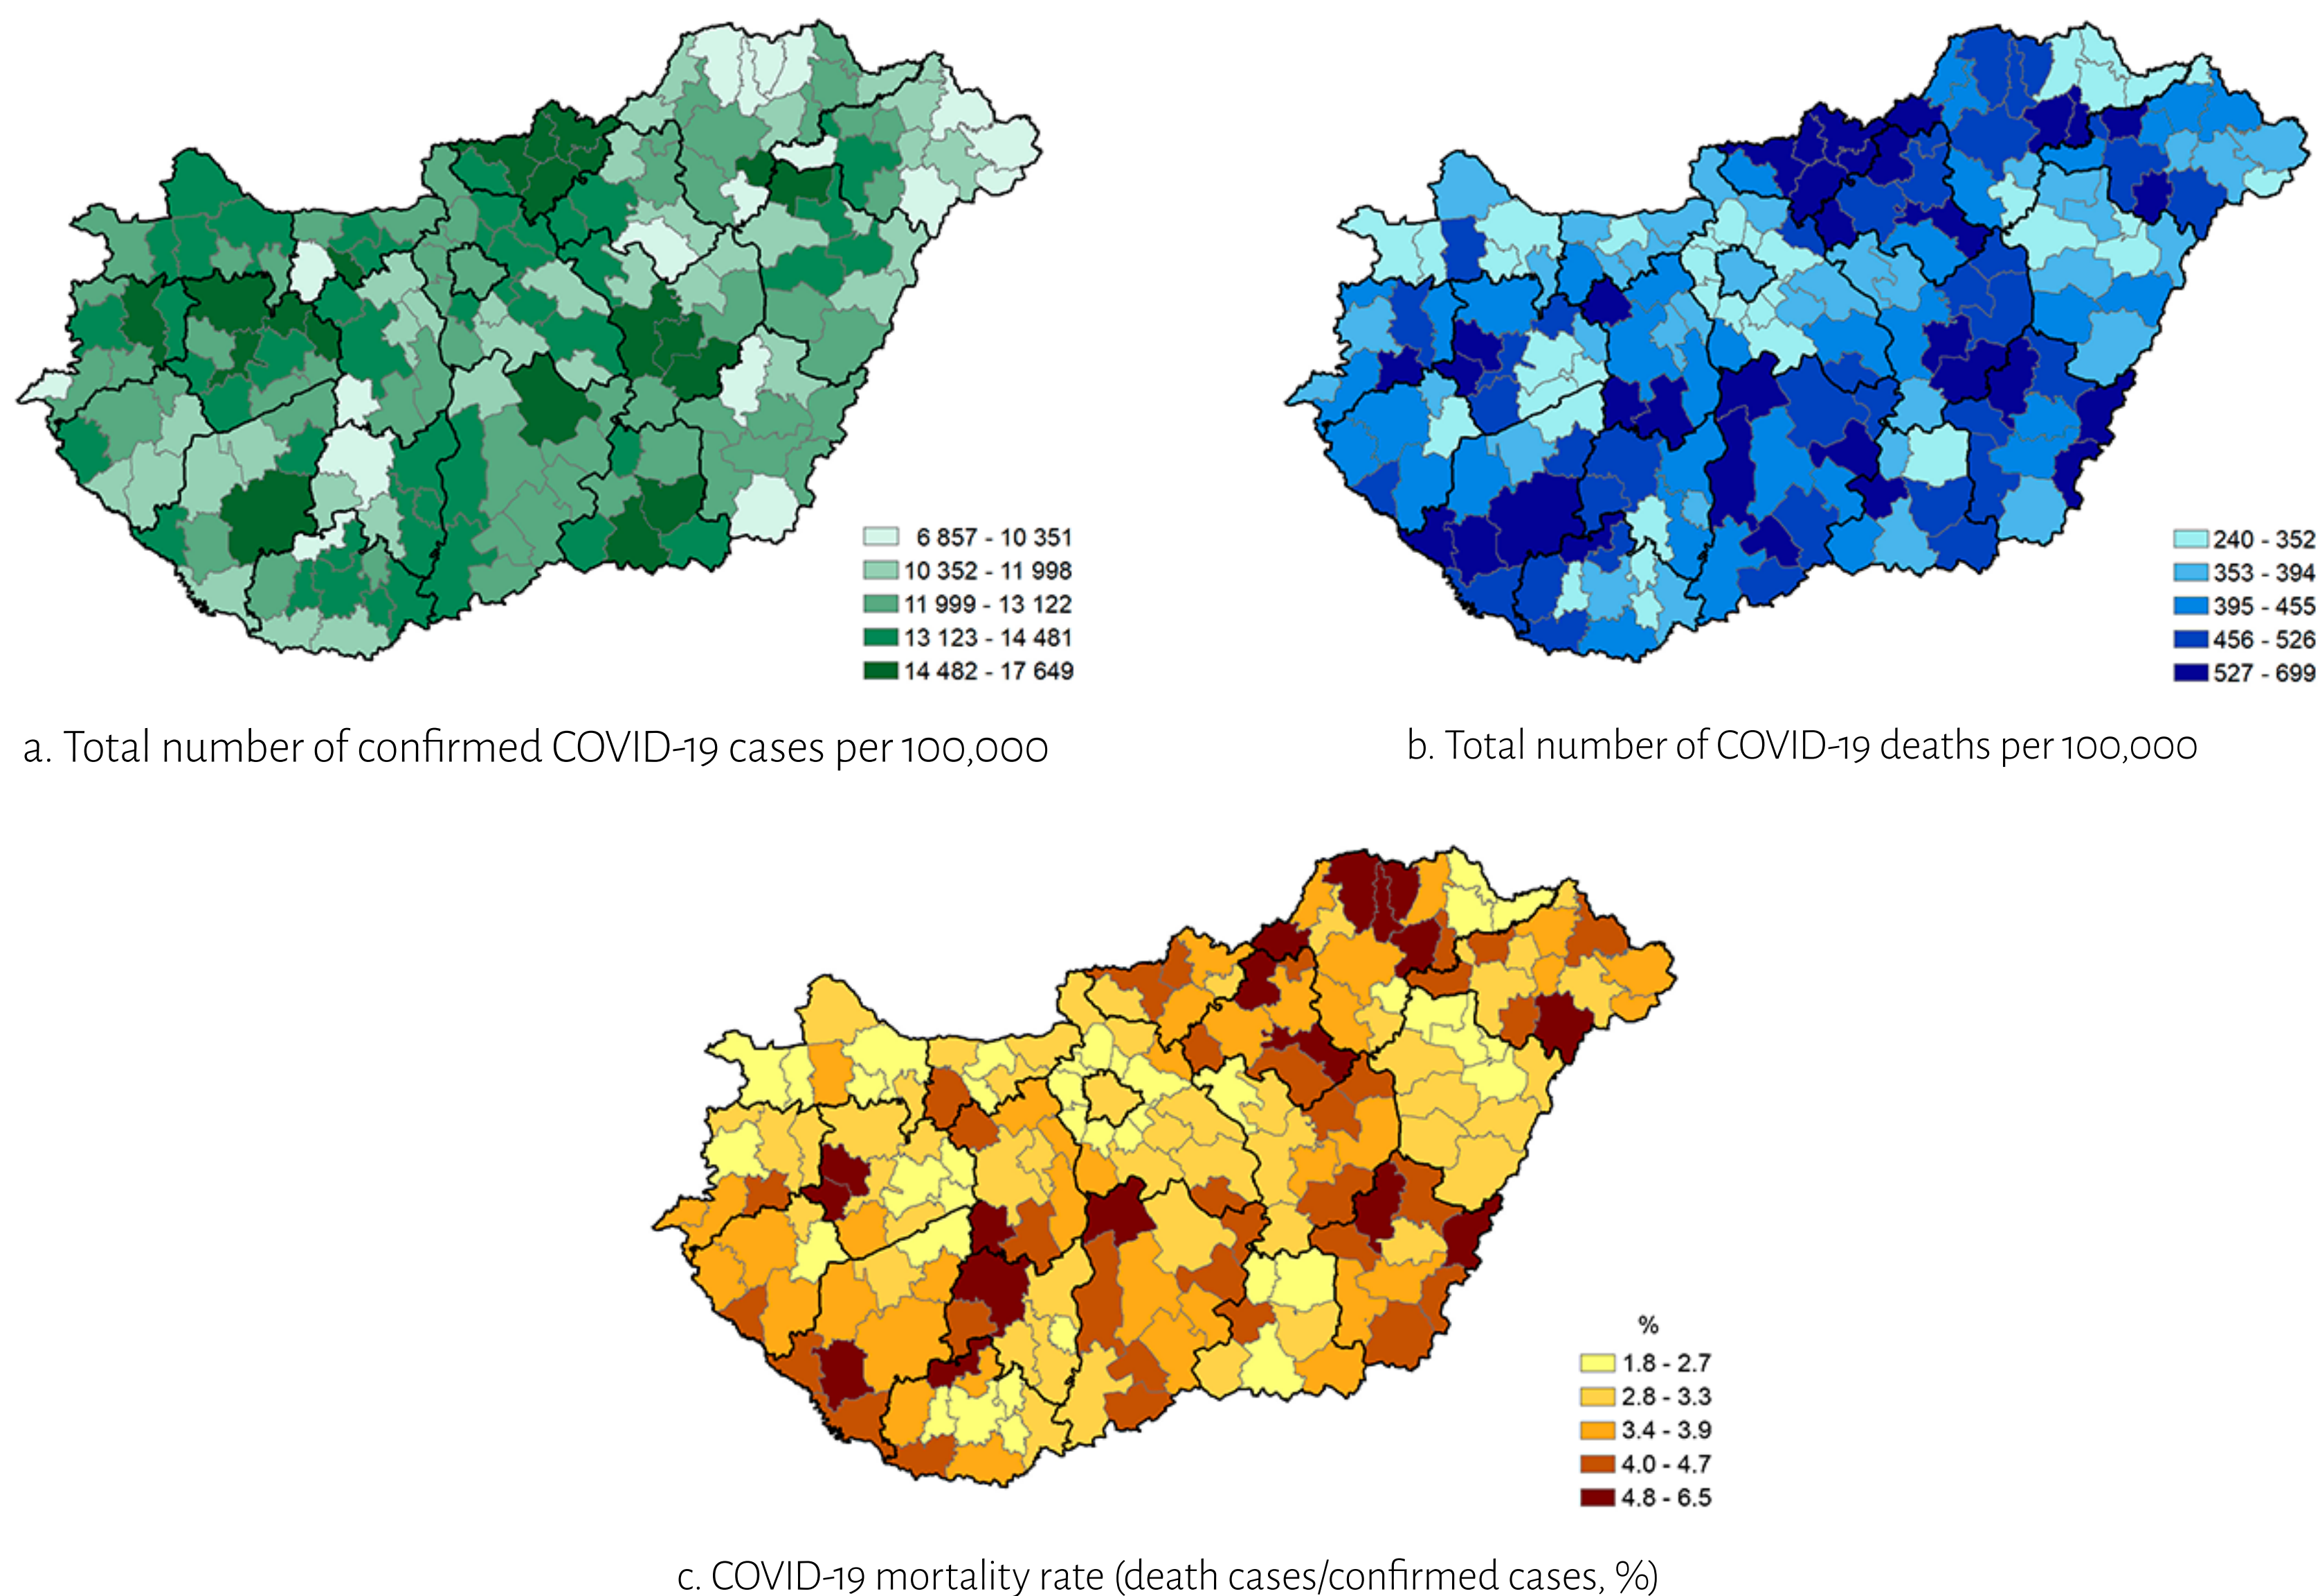 6 857 - 10 351
10 352 - 11 998
11 999 - 13 122
13 123 - 14 481
14 482 - 17 649
a. Total number of confirmed COVID-19 cases per 100,000
240 - 352
353 - 394
395 - 455
456 - 526
527 - 699
b. Total number of COVID-19 deaths per 100,000
%
1.8 - 2.7
2.8 - 3.3
3.4 - 3.9
4.0 - 4.7
4.8 - 6.5
c. COVID-19 mortality rate (death cases/confirmed cases, %)